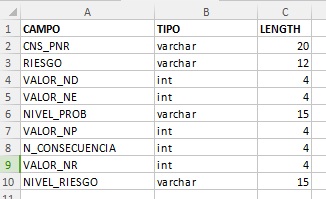 A B C
1 CAMPO TIPO LENGTH
2 CNS_PNR varchar 20
3 RIESGO varchar 12
4 VALOR_ND int 4
5 VALOR_NE int 4
6 NIVEL_PROB varchar 15
7 VALOR_NP int 4
8 N_CONSECUENCIA int 4
9 VALOR_NR int 4
10 NIVEL_RIESGO varchar 15